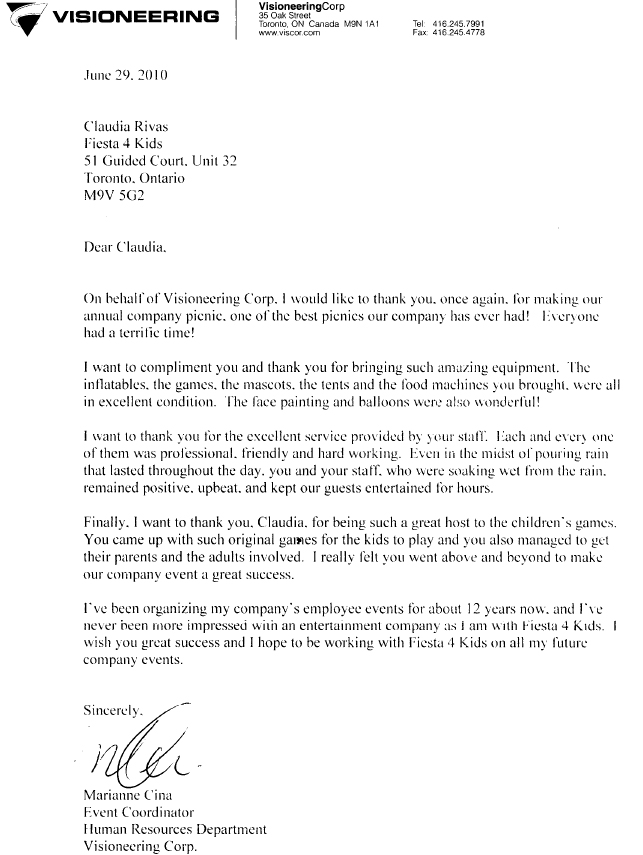 VISIONEERING
VisioneeringCorp
35 Oak Street
Toronto, ON Canada M9N 1A1
www.viscor.com
Tel: 416.245.7991
Fax: 416.245.4778
June 29, 2010
Claudia Rivas
Fiesta 4 Kids
51 Guided Court, Unit 32
Toronto, Ontario
M9V 5G2
Dear Claudia,
On behalf of Visioneering Corp, I would like to thank you, once again, for making our
annual company picnic, one of the best picnics our company has ever had! Everyone
had a terrific time!
I want to compliment you and thank you for bringing such amazing equipment. The
inflatables, the games, the mascots, the tents and the food machines you brought, were all
in excellent condition. The face painting and balloons were also wonderful!
I want to thank you for the excellent service provided by your staff. Each and every one
of them was professional, friendly and hard working. Even in the midst of pouring rain
that lasted throughout the day, you and your staff, who were soaking wet from the rain,
remained positive, upbeat, and kept our guests entertained for hours.
Finally, I want to thank you, Claudia, for being such a great host to the children's games.
You came up with such original games for the kids to play and you also managed to get
their parents and the adults involved. I really felt you went above and beyond to make
our company event a great success.
I've been organizing my company's employee events for about 12 years now, and I've
never been more impressed with an entertainment company as I am with Fiesta 4 Kids. I
wish you great success and I hope to be working with Fiesta 4 Kids on all my future
company events.
Sincerely,
Marianne Cina
Event Coordinator
Human Resources Department
Visioneering Corp.